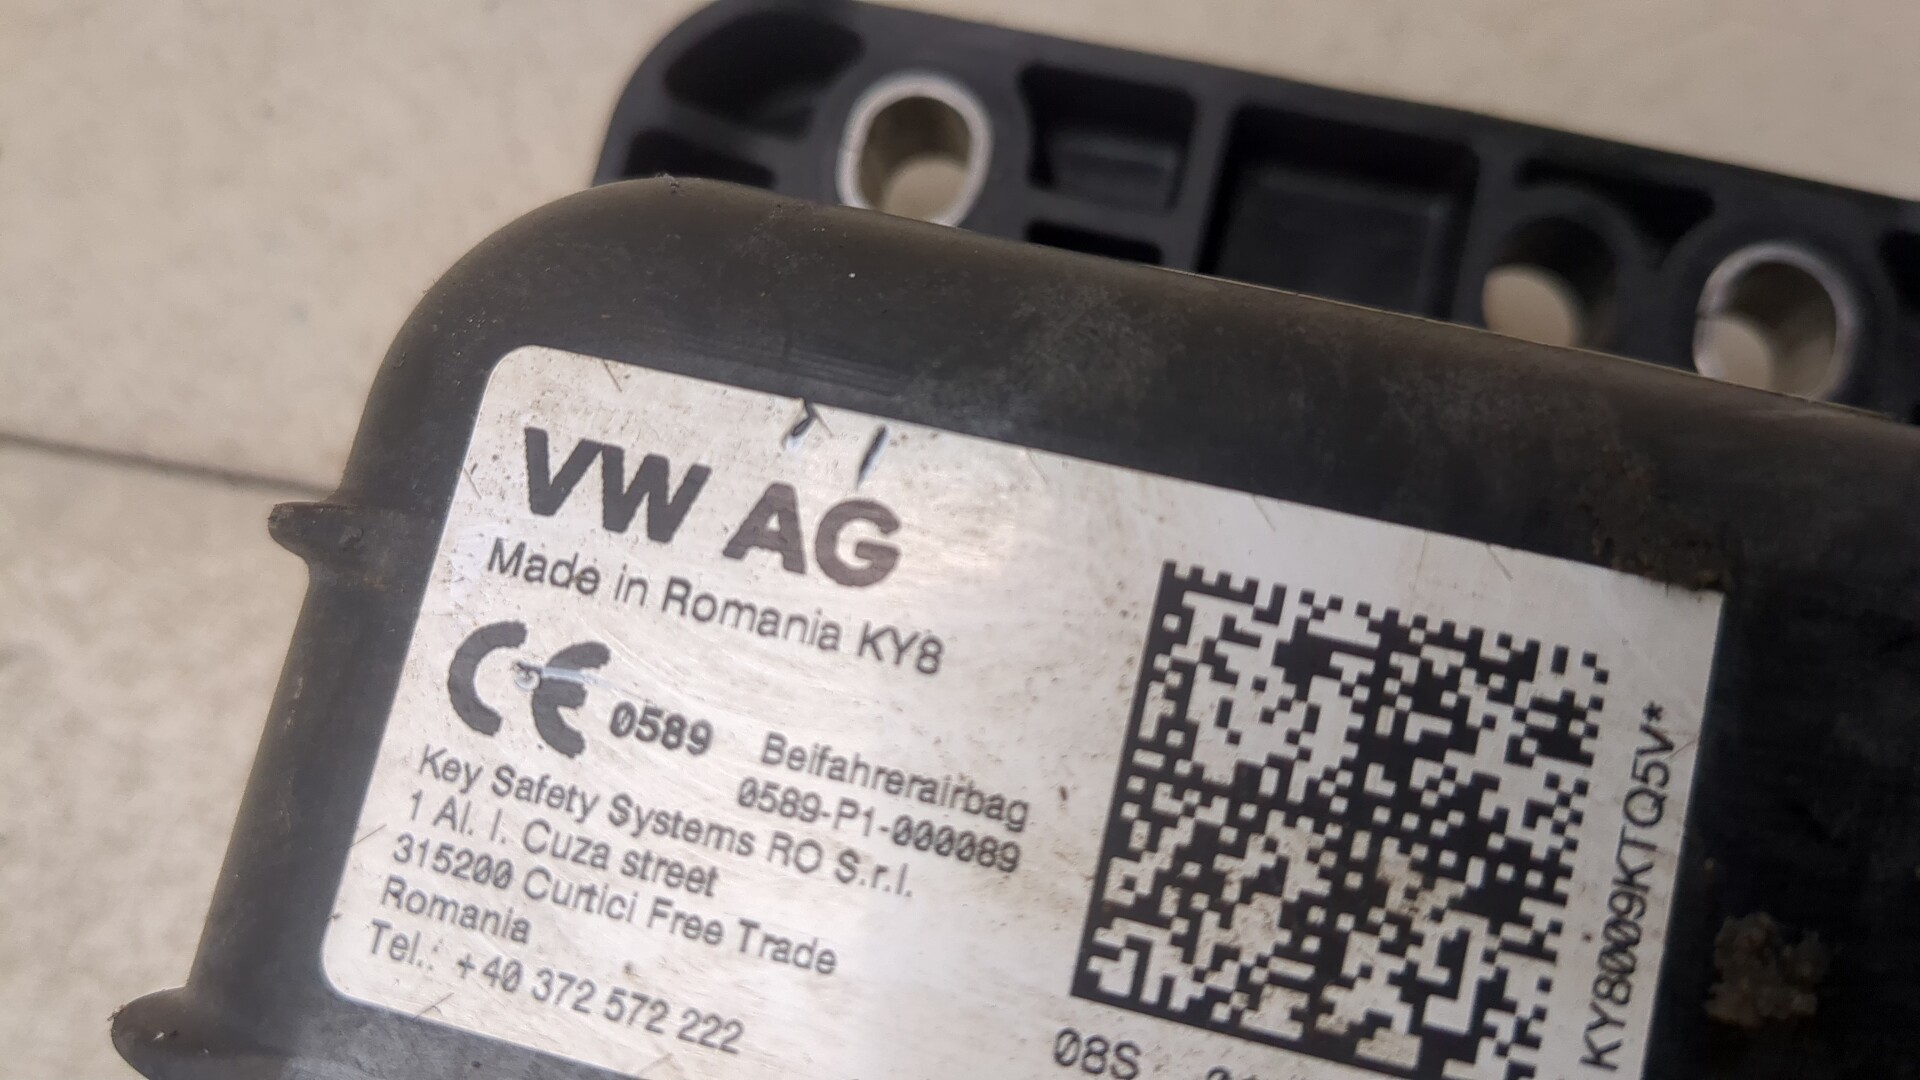 VW AG
Made in Romania KY8
CE 0589
Beifahrerairbag
0589-P1-000089
Key Safety Systems RO S.r.l.
1 Al. I. Cuza street
315200 Curtici Free Trade
Romania
Tel.: +40 372 572 222
KY8009KTQ5V*
08S